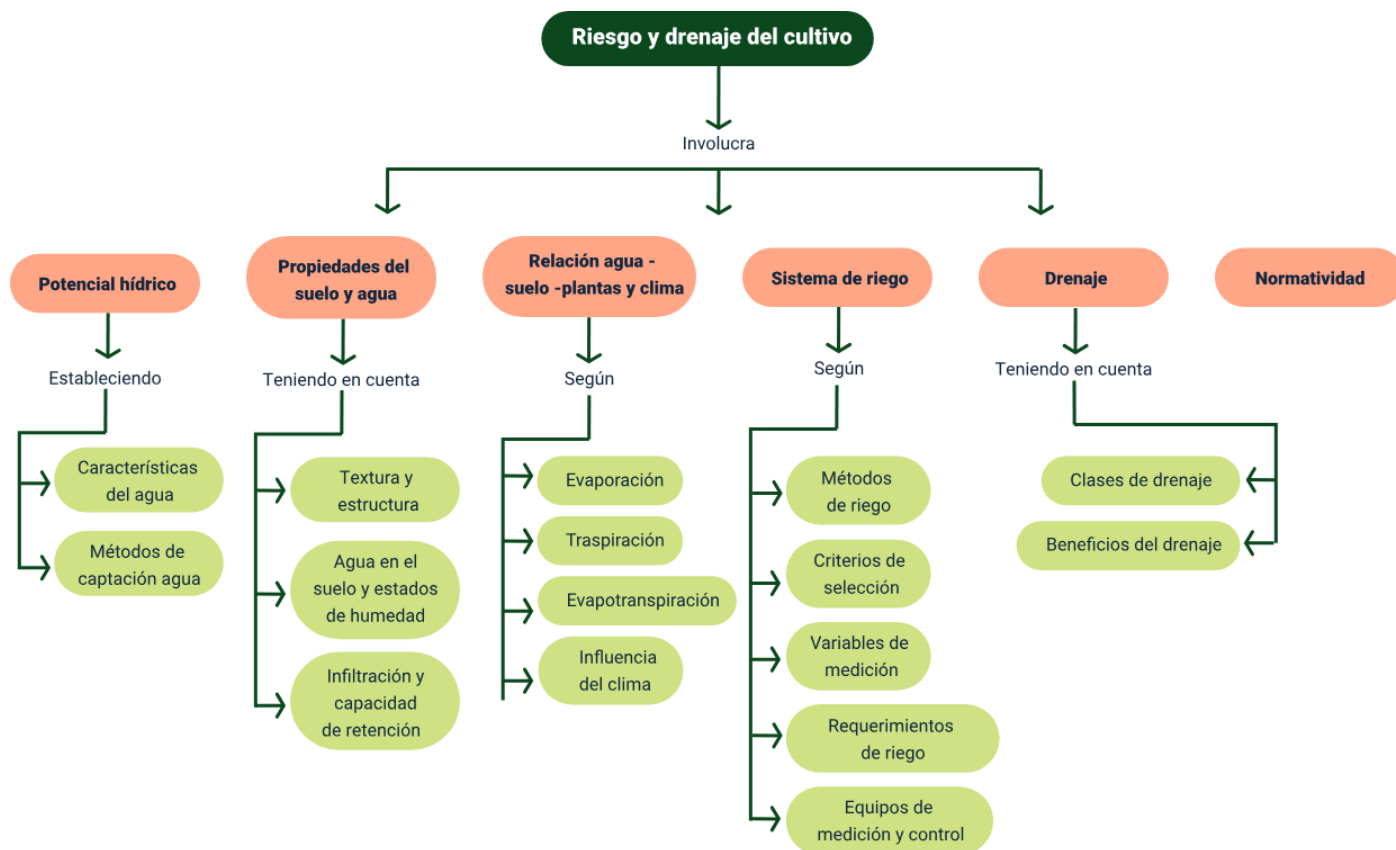 Riesgo y drenaje del cultivo
Involucra
Potencial hídrico
Estableciendo
Características
del agua
Métodos de
captación agua
Propiedades del
suelo y agua
Teniendo en cuenta
Textura y
estructura
Agua en el
suelo y estados
de humedad
Infiltración y
capacidad
de retención
Relación agua -
suelo -plantas y clima
Según
Evaporación
Traspiración
Evapotranspiración
Influencia
del clima
Sistema de riego
Según
Métodos
de riego
Criterios de
selección
Variables de
medición
Requerimientos
de riego
Equipos de
medición y control
Drenaje
Teniendo en cuenta
Clases de drenaje
Beneficios del drenaje
Normatividad